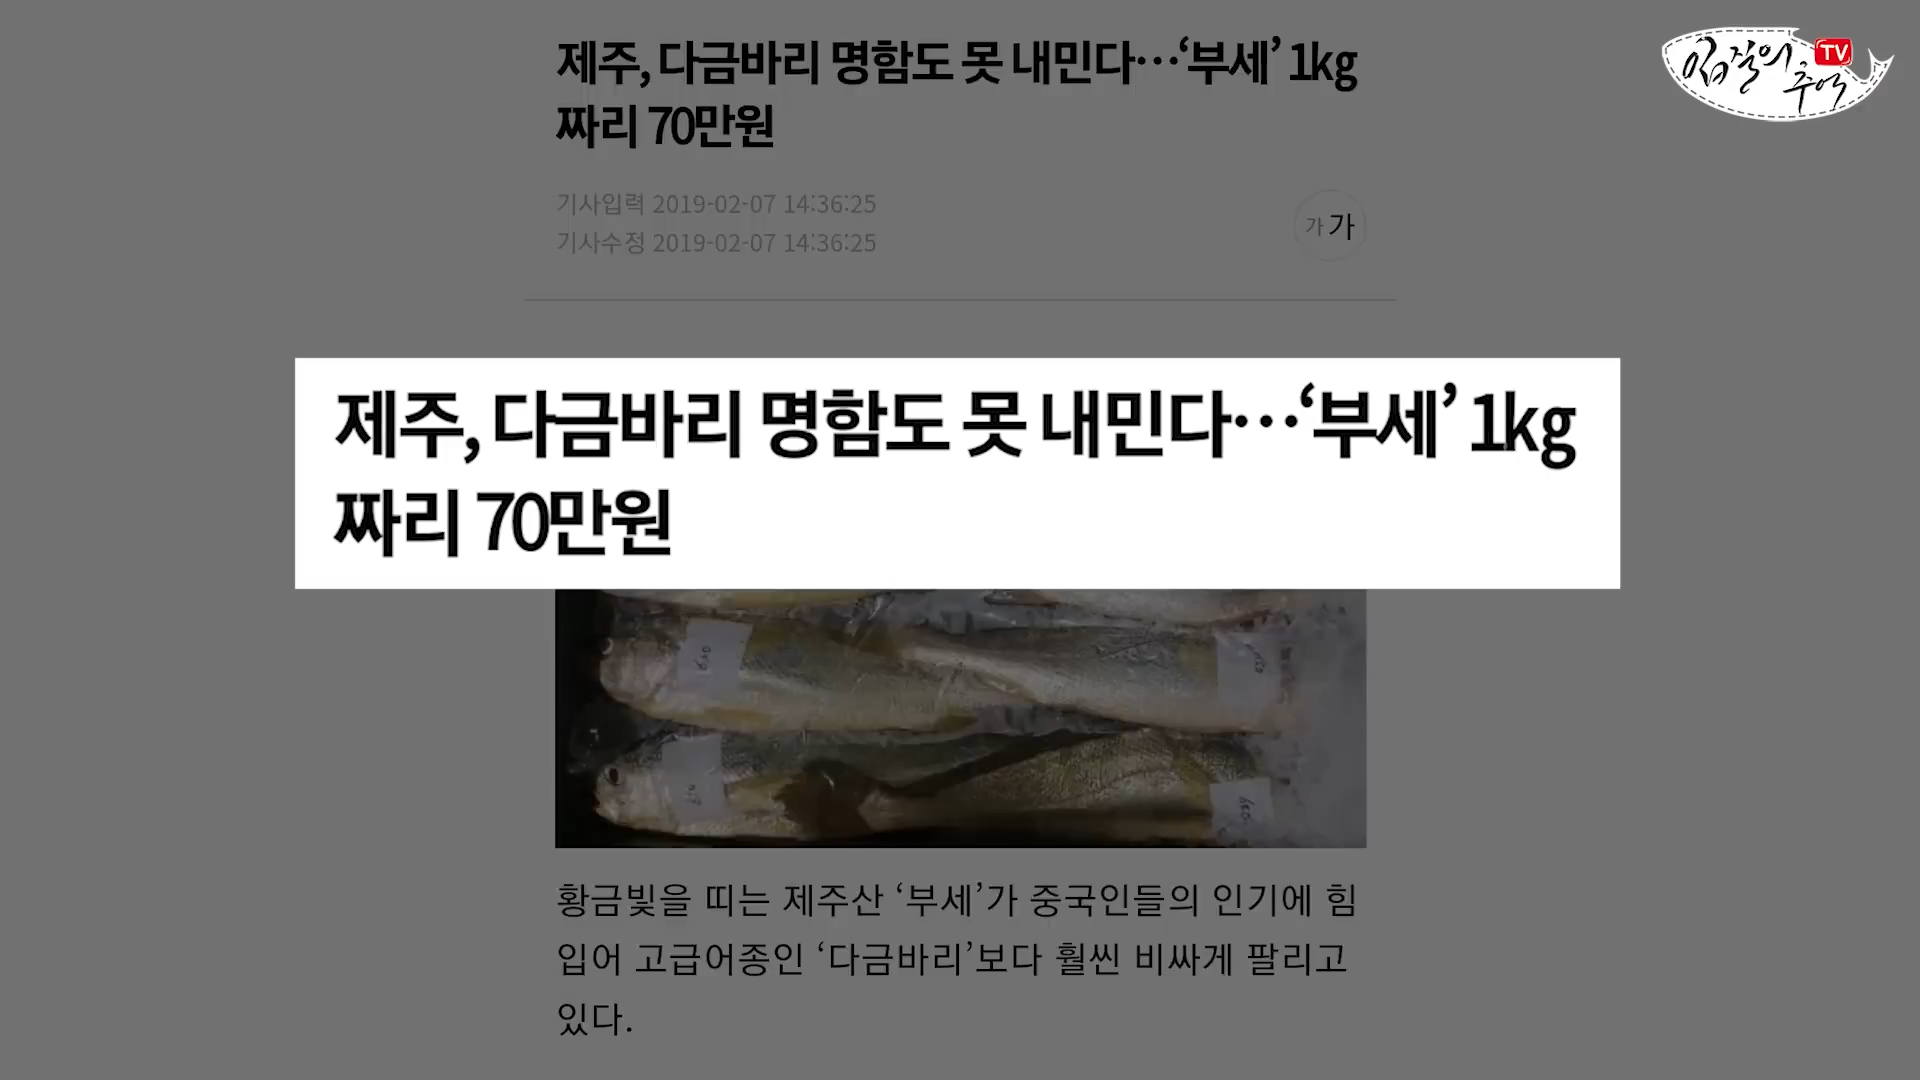 제주, 다금바리 명함도 못 내민다…‘부세’ 1kg
짜리 70만원
입질의
추억
TV
기사입력 2019-02-07 14:36:25
기사수정 2019-02-07 14:36:25
가가
제주, 다금바리 명함도 못 내민다…‘부세’ 1kg
짜리 70만원
황금빛을 띠는 제주산 ‘부세’가 중국인들의 인기에 힘
입어 고급어종인 ‘다금바리’보다 훨씬 비싸게 팔리고
있다.